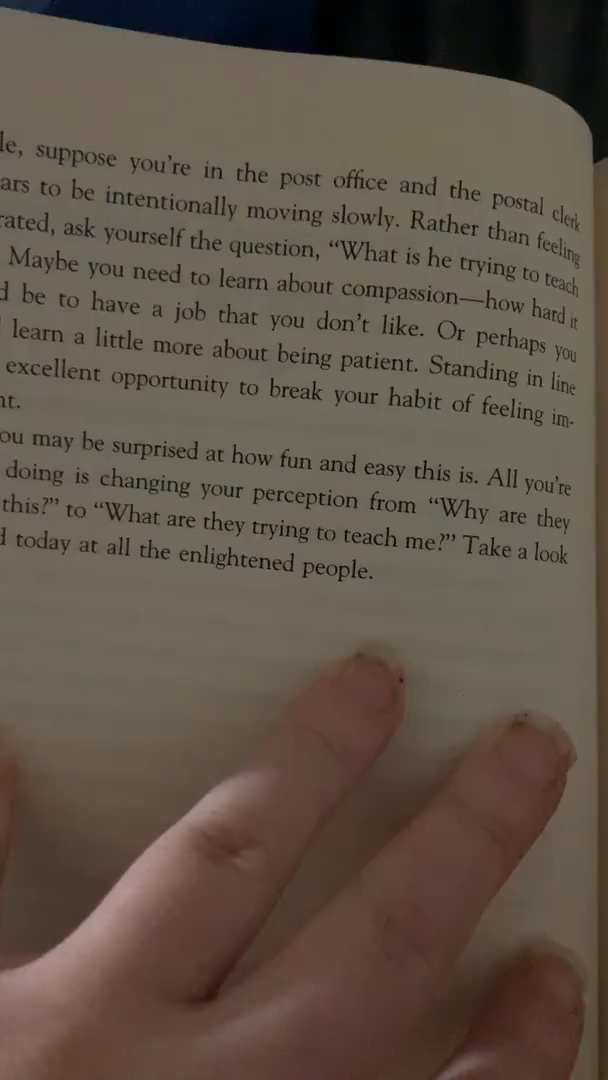 le, suppose you're in the post office and the postal clerk
ars to be intentionally moving slowly. Rather than feeling
rated, ask yourself the question, “What is he trying to teach
Maybe you need to learn about compassion—how hard it
d be to have a job that you don't like. Or perhaps you
learn a little more about being patient. Standing in line
excellent opportunity to break your habit of feeling im-
nt.
ou may be surprised at how fun and easy this is. All you're
doing is changing your perception from “Why are they
this?” to “What are they trying to teach me?” Take a look
d today at all the enlightened people.